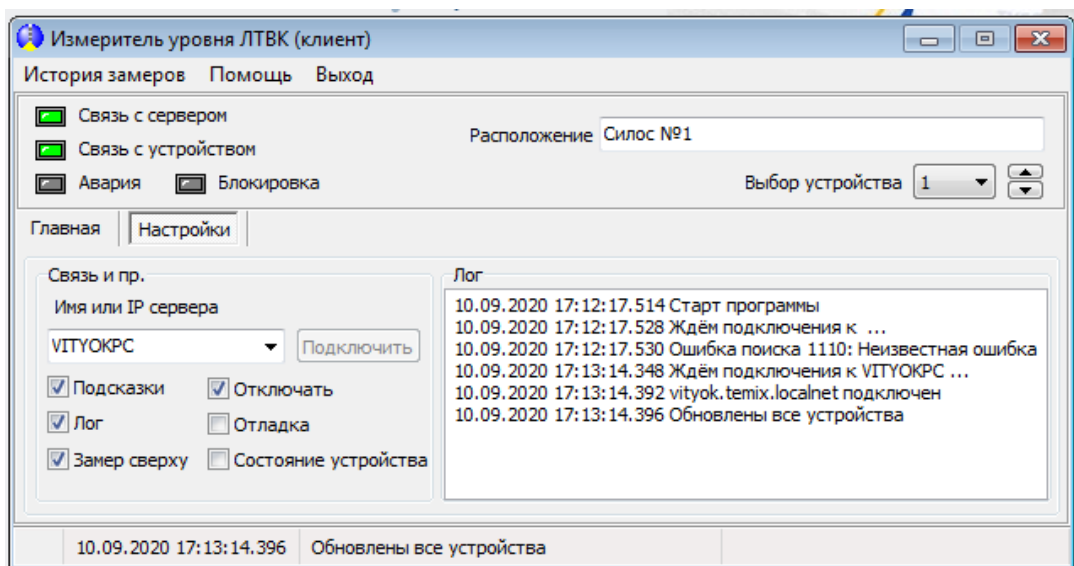 Измеритель уровня ЛТВК (клиент)
История замеров Помощь Выход
Связь с сервером
Связь с устройством
Авария Блокировка
Расположение Силос №1
Выбор устройства 1
Главная Настройки
Связь и пр.
Имя или IP сервера
VITYOKPC Подключить
Подсказки Отключать
Лог Отладка
Замер сверху Состояние устройства
Лог
10.09.2020 17:12:17.514 Старт программы
10.09.2020 17:12:17.528 Ждём подключения к ...
10.09.2020 17:12:17.530 Ошибка поиска 1110: Неизвестная ошибка
10.09.2020 17:13:14.348 Ждём подключения к VITYOKPC ...
10.09.2020 17:13:14.392 vityok.temix.localnet подключен
10.09.2020 17:13:14.396 Обновлены все устройства
10.09.2020 17:13:14.396 Обновлены все устройства